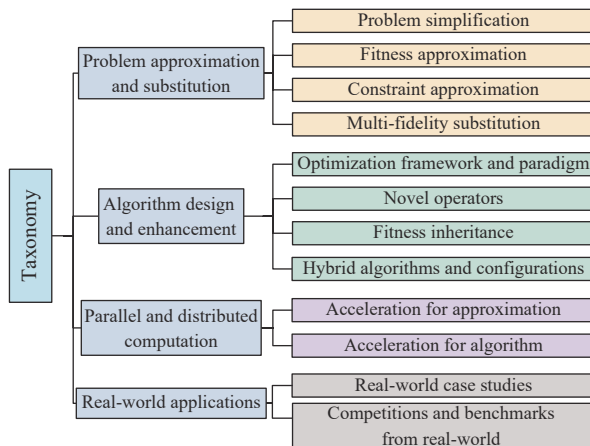 Taxonomy
Problem approximation
and substitution
Problem simplification
Fitness approximation
Constraint approximation
Multi-fidelity substitution
Algorithm design
and enhancement
Optimization framework and paradigm
Novel operators
Fitness inheritance
Hybrid algorithms and configurations
Parallel and distributed
computation
Acceleration for approximation
Acceleration for algorithm
Real-world applications
Real-world case studies
Competitions and benchmarks
from real-world